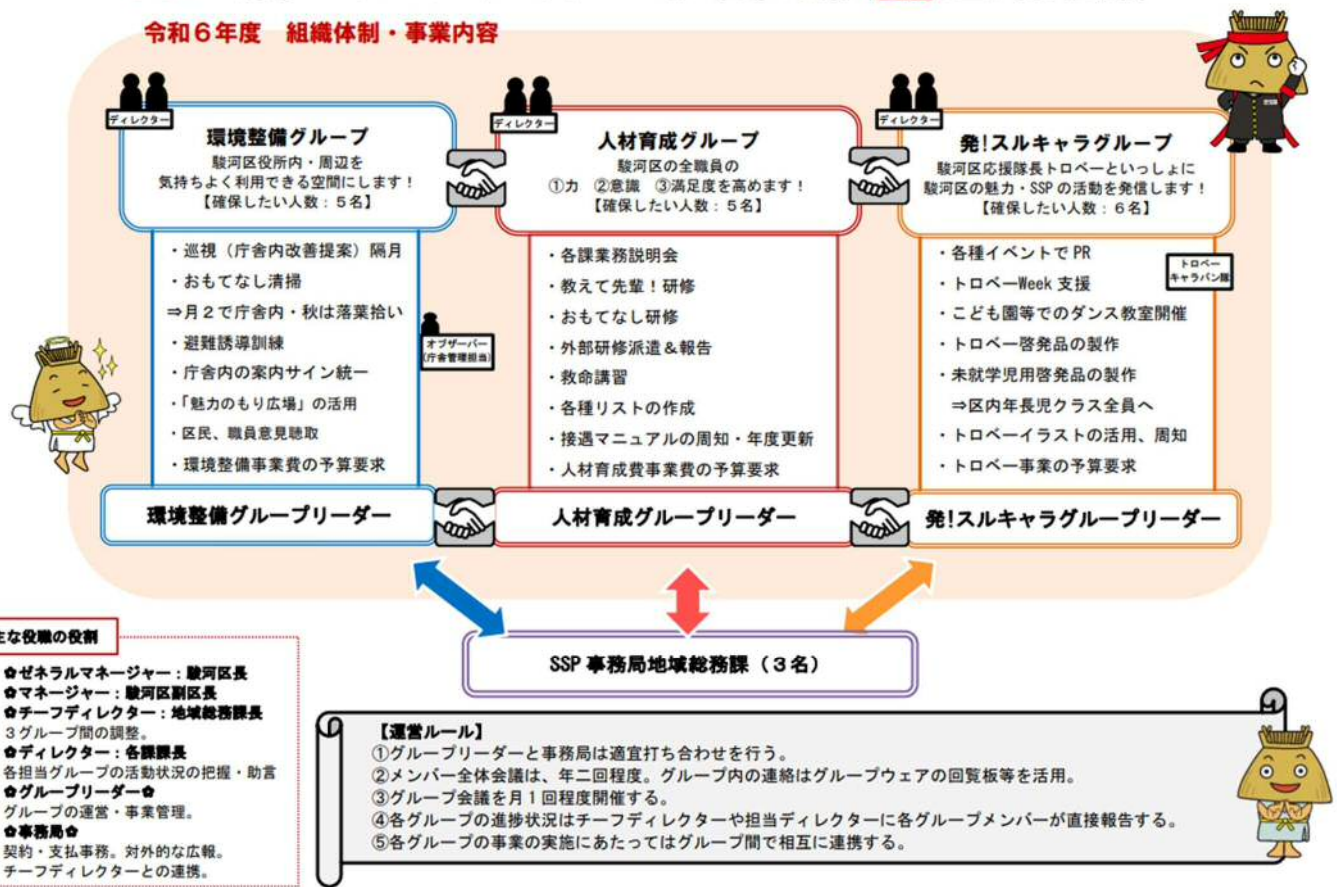 令和６年度　組織体制・事業内容
ディレクター
環境整備グループ
駿河区役所内・周辺を
気持ちよく利用できる空間にします！
【確保したい人数：５名】
・巡視（庁舎内改善提案）隔月
・おもてなし清掃
⇒月２で庁舎内・秋は落葉拾い
・避難誘導訓練
・庁舎内の案内サイン統一
・「魅力のもり広場」の活用
・区民、職員意見聴取
・環境整備事業費の予算要求
オブザーバー
(庁舎管理担当)
環境整備グループリーダー
ディレクター
人材育成グループ
駿河区の全職員の
①力　②意識　③満足度を高めます！
【確保したい人数：５名】
・各課業務説明会
・教えて先輩！研修
・おもてなし研修
・外部研修派遣＆報告
・救命講習
・各種リストの作成
・接遇マニュアルの周知・年度更新
・人材育成費事業費の予算要求
人材育成グループリーダー
ディレクター
発!スルキャラグループ
駿河区応援隊長トロベーといっしょに
駿河区の魅力・SSP の活動を発信します！
【確保したい人数：６名】
・各種イベントで PR
・トロベーWeek 支援
・こども園等でのダンス教室開催
・トロベー啓発品の製作
・未就学児用啓発品の製作
⇒区内年長児クラス全員へ
・トロベーイラストの活用、周知
・トロベー事業の予算要求
トロベー
キャラバン隊
発!スルキャラグループリーダー
SSP 事務局地域総務課（３名）
主な役職の役割
✿ゼネラルマネージャー：駿河区長
✿マネージャー：駿河区副区長
✿チーフディレクター：地域総務課長
３グループ間の調整。
✿ディレクター：各課課長
各担当グループの活動状況の把握・助言
✿グループリーダー✿
グループの運営・事業管理。
✿事務局✿
契約・支払事務。対外的な広報。
チーフディレクターとの連携。
【運営ルール】
①グループリーダーと事務局は適宜打ち合わせを行う。
②メンバー全体会議は、年二回程度。グループ内の連絡はグループウェアの回覧板等を活用。
③グループ会議を月１回程度開催する。
④各グループの進捗状況はチーフディレクターや担当ディレクターに各グループメンバーが直接報告する。
⑤各グループの事業の実施にあたってはグループ間で相互に連携する。